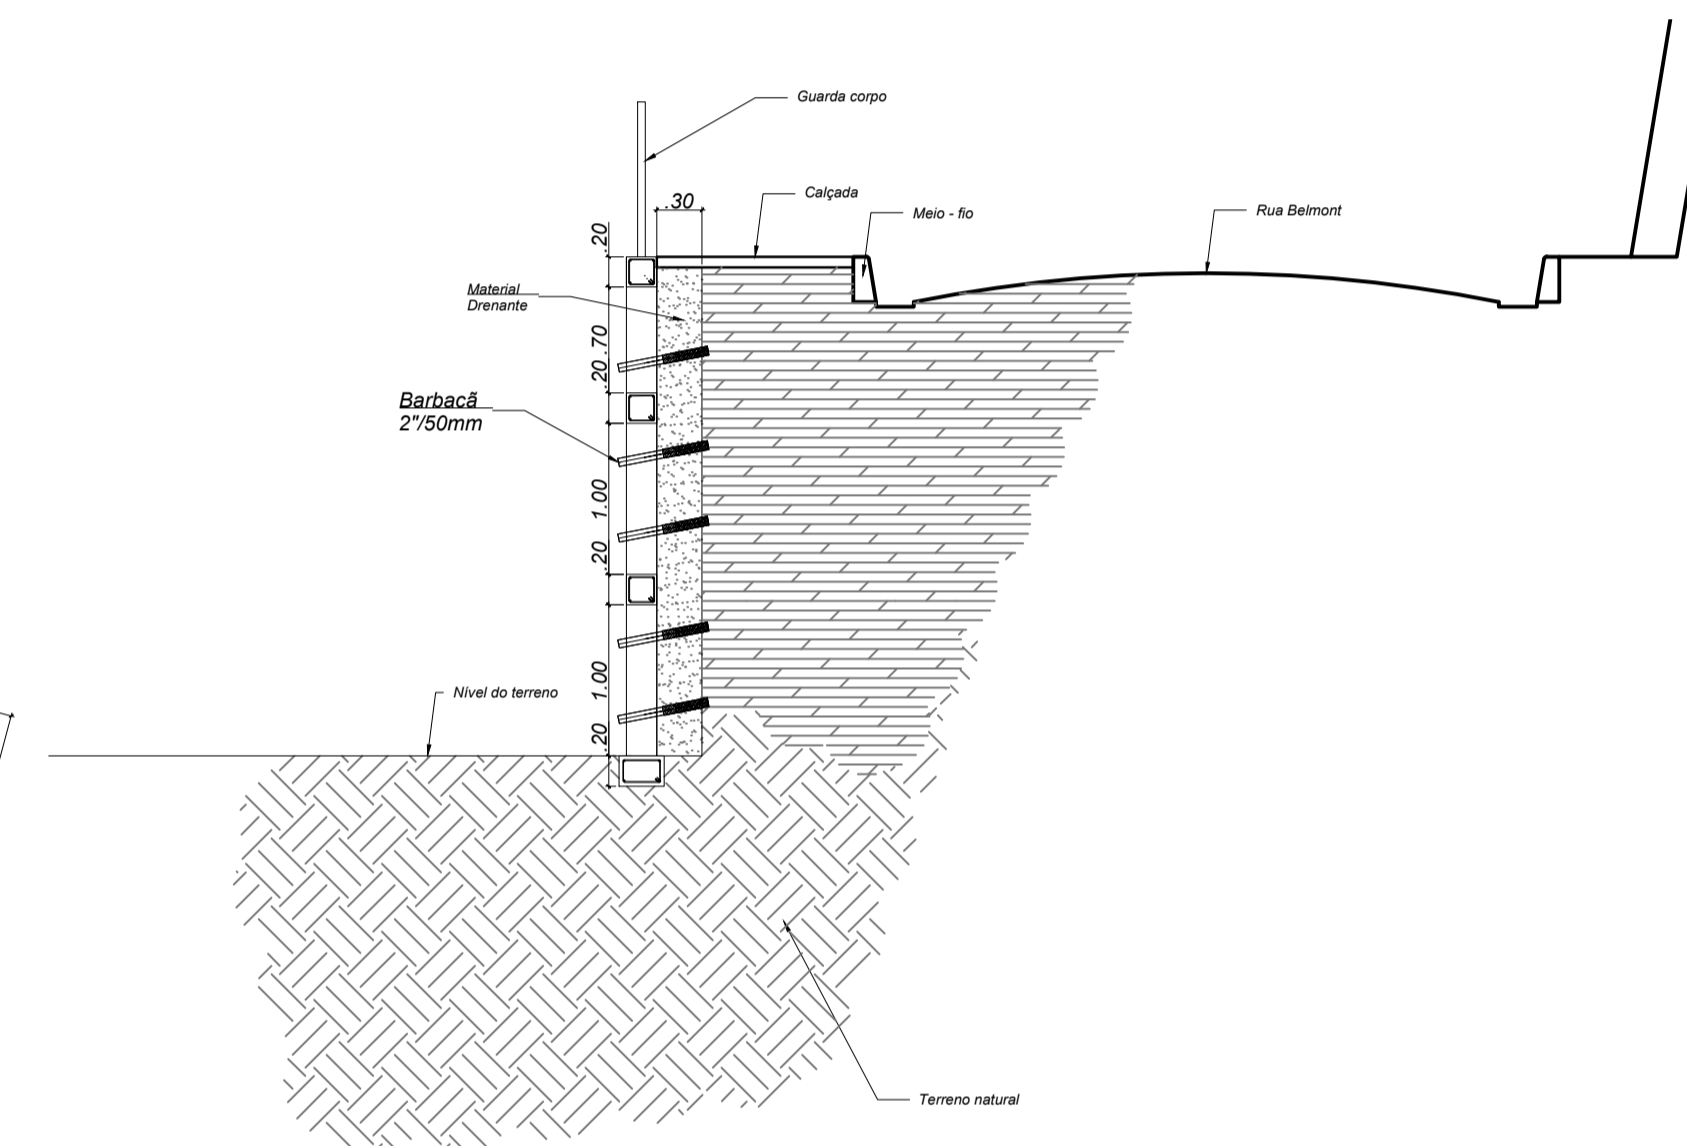 Guarda corpo
Calçada
.30
Meio - fio
Rua Belmont
.20
Material
Drenante
.70
.20
Barbacã
2"/50mm
1.00
.20
1.00
Nível do terreno
.20
Terreno natural